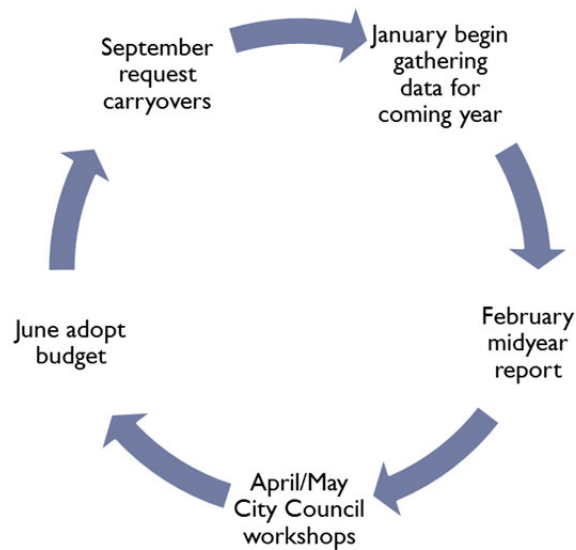 September
request
carryovers
January begin
gathering
data for
coming year
February
midyear
report
April/May
City Council
workshops
June adopt
budget